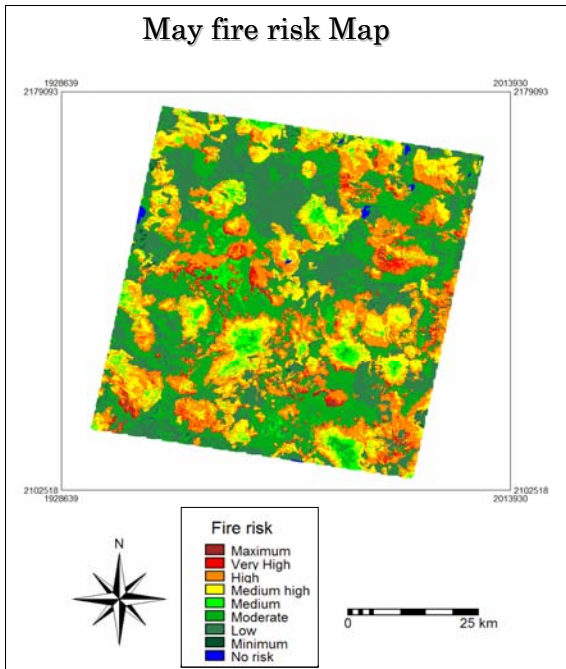 May fire risk Map
1928639 2013930
2179093 2179093
2102518 2102518
1928639 2013930
Fire risk
Maximum
Very High
High
Medium high
Medium
Moderate
Low
Minimum
No risk
N
0 25 km